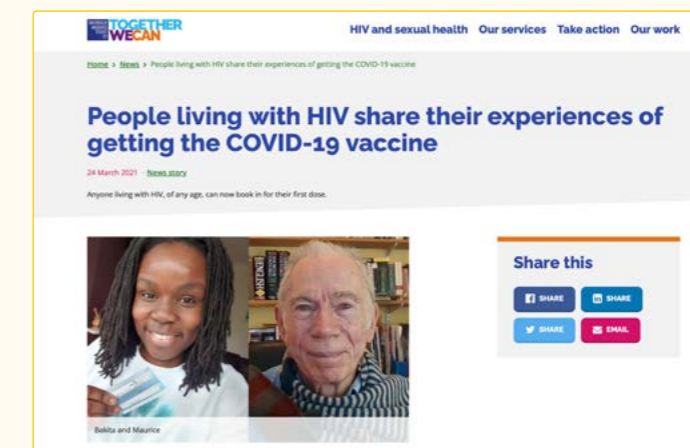 TOGETHER
WE CAN
HIV and sexual health Our services Take action Our work
Home > News > People living with HIV share their experiences of getting the COVID-19 vaccine
People living with HIV share their experiences of
getting the COVID-19 vaccine
24 March 2021 · News story
Anyone living with HIV, of any age, can now book in for their first dose.
Bakita and Maurice
Share this
SHARE
SHARE
SHARE
EMAIL